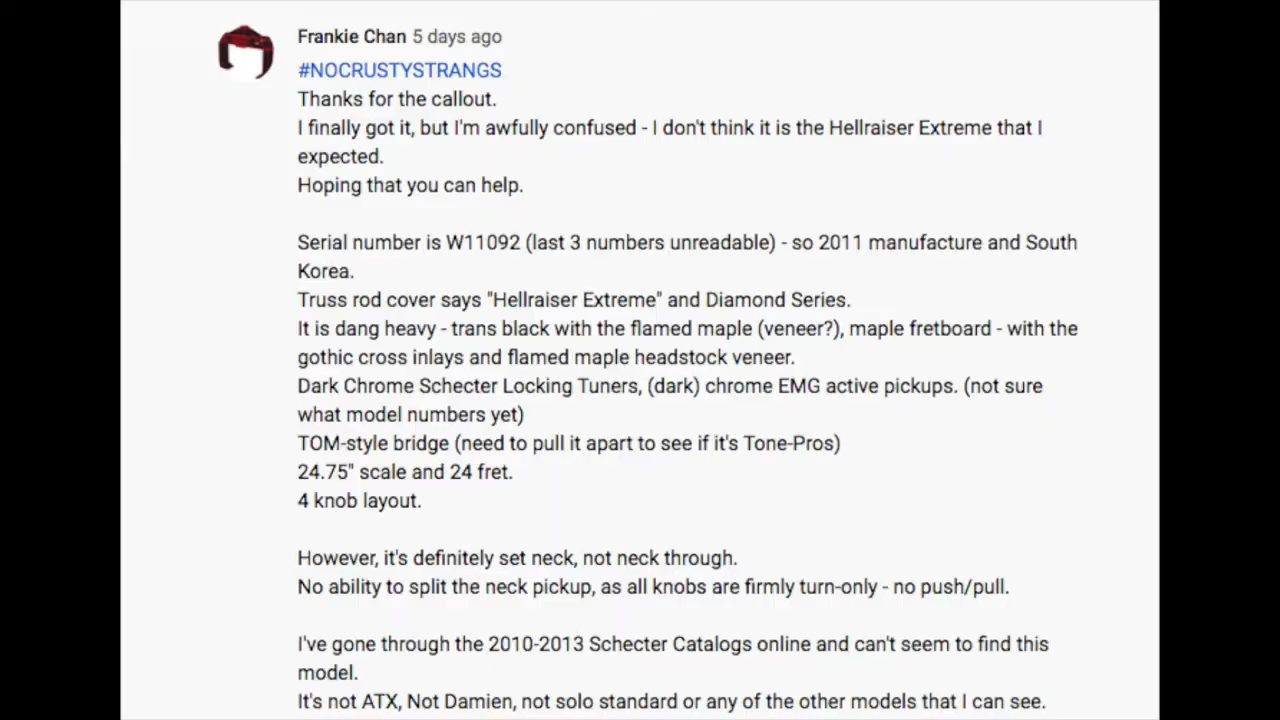 Frankie Chan 5 days ago
#NOCRUSTYSTRANGS
Thanks for the callout.
I finally got it, but I'm awfully confused - I don't think it is the Hellraiser Extreme that I
expected.
Hoping that you can help.
Serial number is W11092 (last 3 numbers unreadable) - so 2011 manufacture and South
Korea.
Truss rod cover says "Hellraiser Extreme" and Diamond Series.
It is dang heavy - trans black with the flamed maple (veneer?), maple fretboard - with the
gothic cross inlays and flamed maple headstock veneer.
Dark Chrome Schecter Locking Tuners, (dark) chrome EMG active pickups. (not sure
what model numbers yet)
TOM-style bridge (need to pull it apart to see if it's Tone-Pros)
24.75" scale and 24 fret.
4 knob layout.
However, it's definitely set neck, not neck through.
No ability to split the neck pickup, as all knobs are firmly turn-only - no push/pull.
I've gone through the 2010-2013 Schecter Catalogs online and can't seem to find this
model.
It's not ATX, Not Damien, not solo standard or any of the other models that I can see.